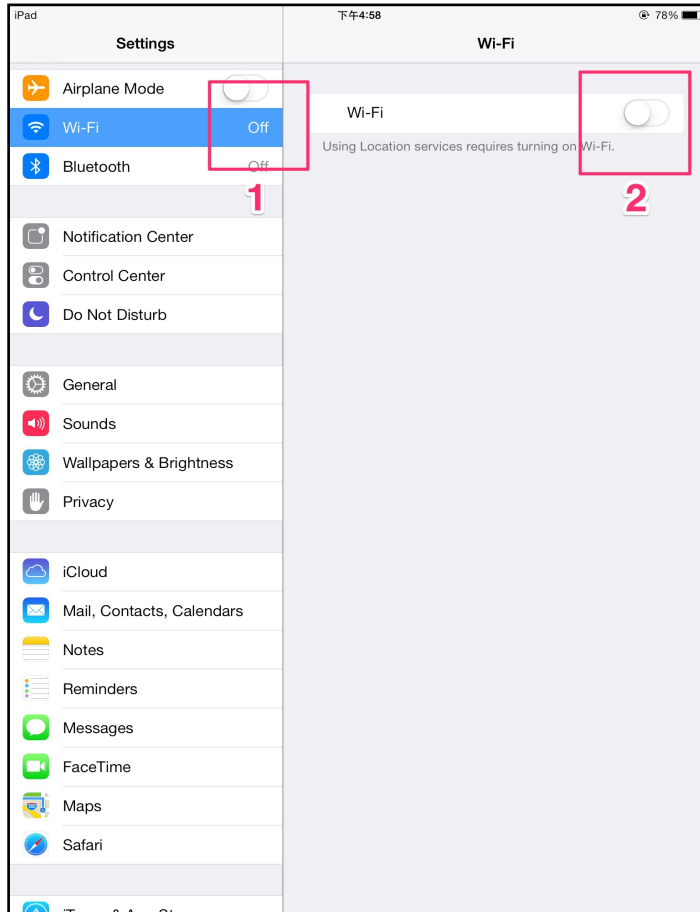 iPad
下午4:58
78%
Settings
Wi-Fi
Airplane Mode
Wi-Fi
Off
Bluetooth
Off
1
Notification Center
Control Center
Do Not Disturb
General
Sounds
Wallpapers & Brightness
Privacy
iCloud
Mail, Contacts, Calendars
Notes
Reminders
Messages
FaceTime
Maps
Safari
Wi-Fi
Using Location services requires turning on Wi-Fi.
2